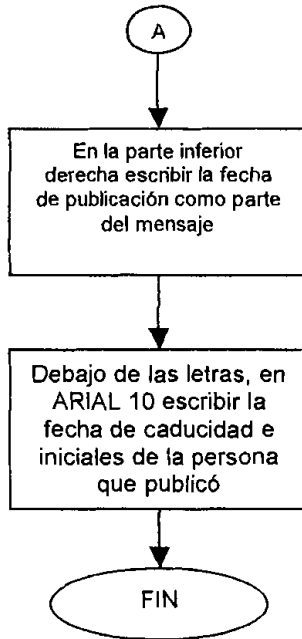 A
En la parte inferior
derecha escribir la fecha
de publicación como parte
del mensaje
Debajo de las letras, en
ARIAL 10 escribir la
fecha de caducidad e
iniciales de la persona
que publicó
FIN